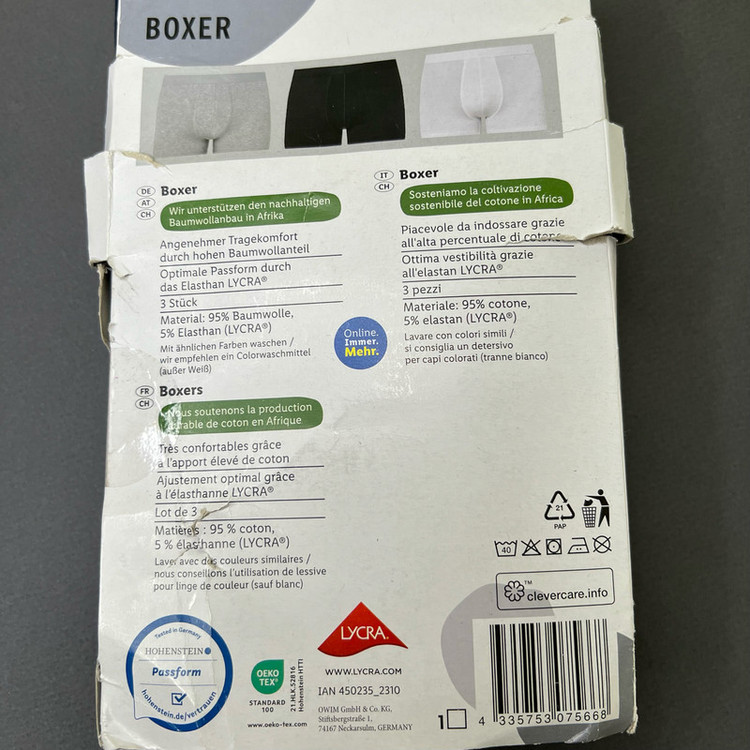 BOXER
DE AT CH Boxer
Wir unterstützen den nachhaltigen
Baumwollanbau in Afrika
Angenehmer Tragekomfort
durch hohen Baumwollanteil
Optimale Passform durch
das Elasthan LYCRA®
3 Stück
Material: 95% Baumwolle,
5% Elasthan (LYCRA®)
Mit ähnlichen Farben waschen /
wir empfehlen ein Colorwaschmittel
(außer Weiß)
IT CH Boxer
Sosteniamo la coltivazione
sostenibile del cotone in Africa
Piacevole da indossare grazie
all'alta percentuale di cotone
Ottima vestibilità grazie
all'elastan LYCRA®
3 pezzi
Materiale: 95% cotone,
5% elastan (LYCRA®)
Lavare con colori simili /
si consiglia un detersivo
per capi colorati (tranne bianco)
Online.
Immer.
Mehr.
FR CH Boxers
Nous soutenons la production
durable de coton en Afrique
Très confortables grâce
à l'apport élevé de coton
Ajustement optimal grâce
à l'élasthanne LYCRA®
Lot de 3
Matières : 95 % coton,
5 % élasthanne (LYCRA®)
Laver avec des couleurs similaires /
nous conseillons l'utilisation de lessive
pour linge de couleur (sauf blanc)
21
PAP
40
clevercare.info™
Tested in Germany
HOHENSTEIN
Passform
hohenstein.de/vertrauen
OEKO
TEX®
STANDARD
100
21.HLK.52816
Hohenstein HTTI
www.oeko-tex.com
LYCRA®
WWW.LYCRA.COM
IAN 450235_2310
OWIM GmbH & Co. KG,
Stiftsbergstraße 1,
74167 Neckarsulm, GERMANY
1
4 335753 075668